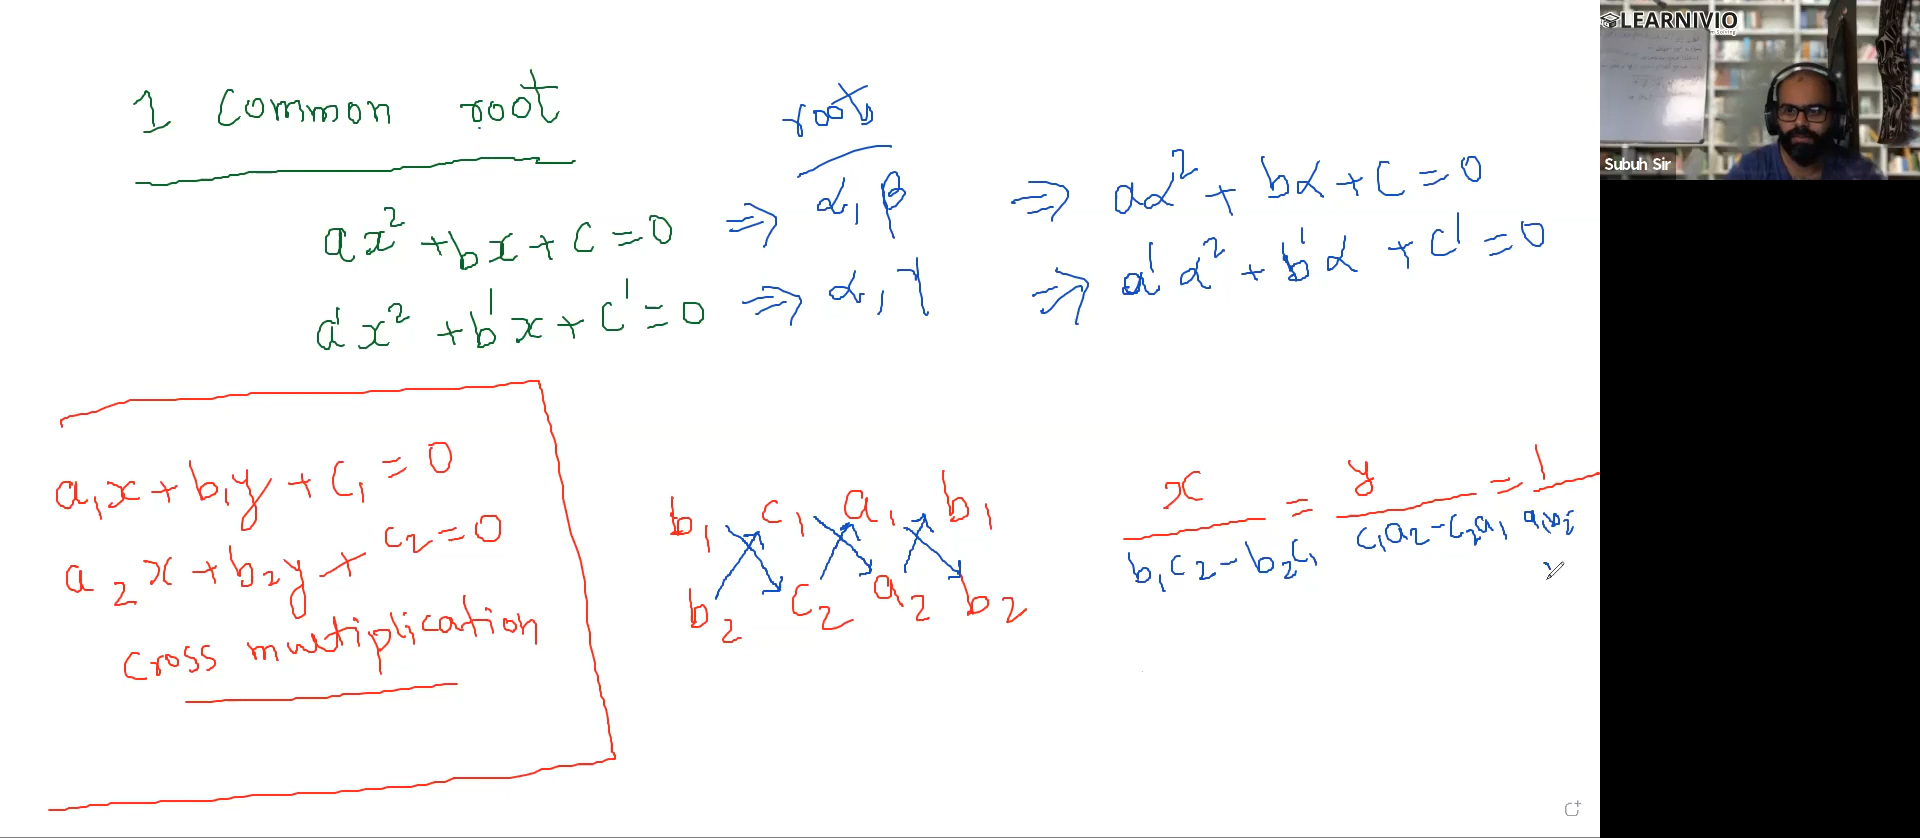 1 Common root
roots
ax² + bx + c = 0 ⇒ α, β ⇒ aα² + bα + c = 0
a'x² + b'x + c' = 0 ⇒ α, γ ⇒ a'α² + b'α + c' = 0
a₁x + b₁y + c₁ = 0
a₂x + b₂y + c₂ = 0
cross multiplication
b₁ c₁ a₁ b₁
b₂ c₂ a₂ b₂
x/(b₁c₂ - b₂c₁) = y/(c₁a₂ - c₂a₁) = 1/(a₁b₂
LEARNIVIO
Subuh Sir